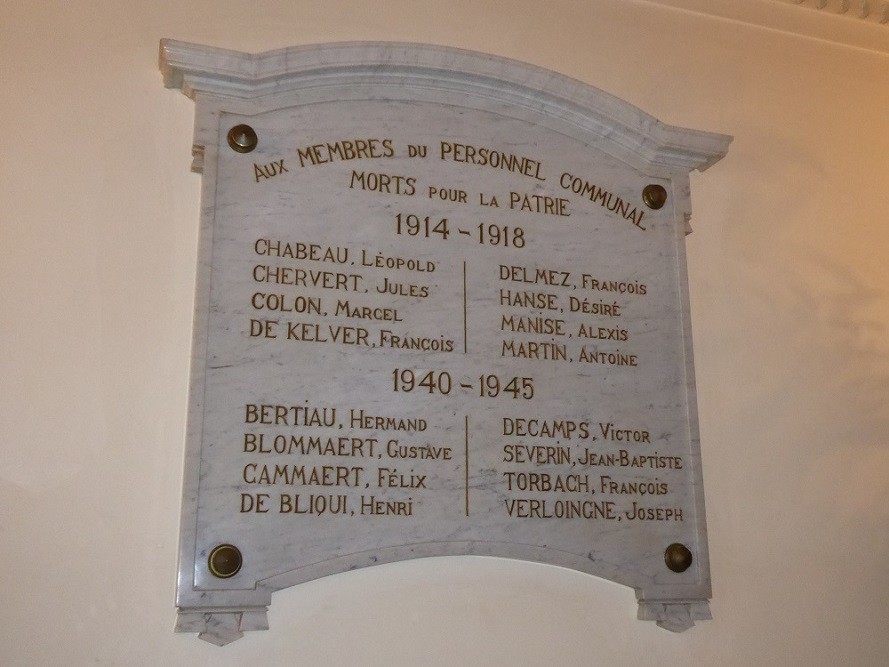 AUX MEMBRES DU PERSONNEL COMMUNAL
MORTS POUR LA PATRIE
1914-1918
CHABEAU, LÉOPOLD
CHERVERT, JULES
COLON, MARCEL
DE KELVER, FRANÇOIS
DELMEZ, FRANÇOIS
HANSE, DÉSIRÉ
MANISE, ALEXIS
MARTIN, ANTOINE
1940-1945
BERTIAU, HERMAND
BLOMMAERT, GUSTAVE
CAMMAERT, FÉLIX
DE BLIQUI, HENRI
DECAMPS, VICTOR
SEVERIN, JEAN-BAPTISTE
TORBACH, FRANÇOIS
VERLOINGNE, JOSEPH